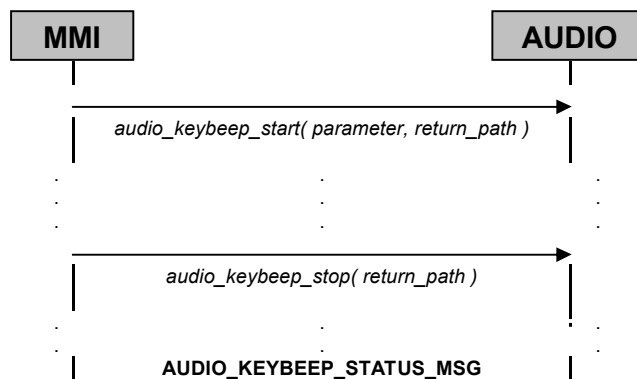 MMI AUDIO
audio_keybeep_start( parameter, return_path )
audio_keybeep_stop( return_path )
AUDIO_KEYBEEP_STATUS_MSG